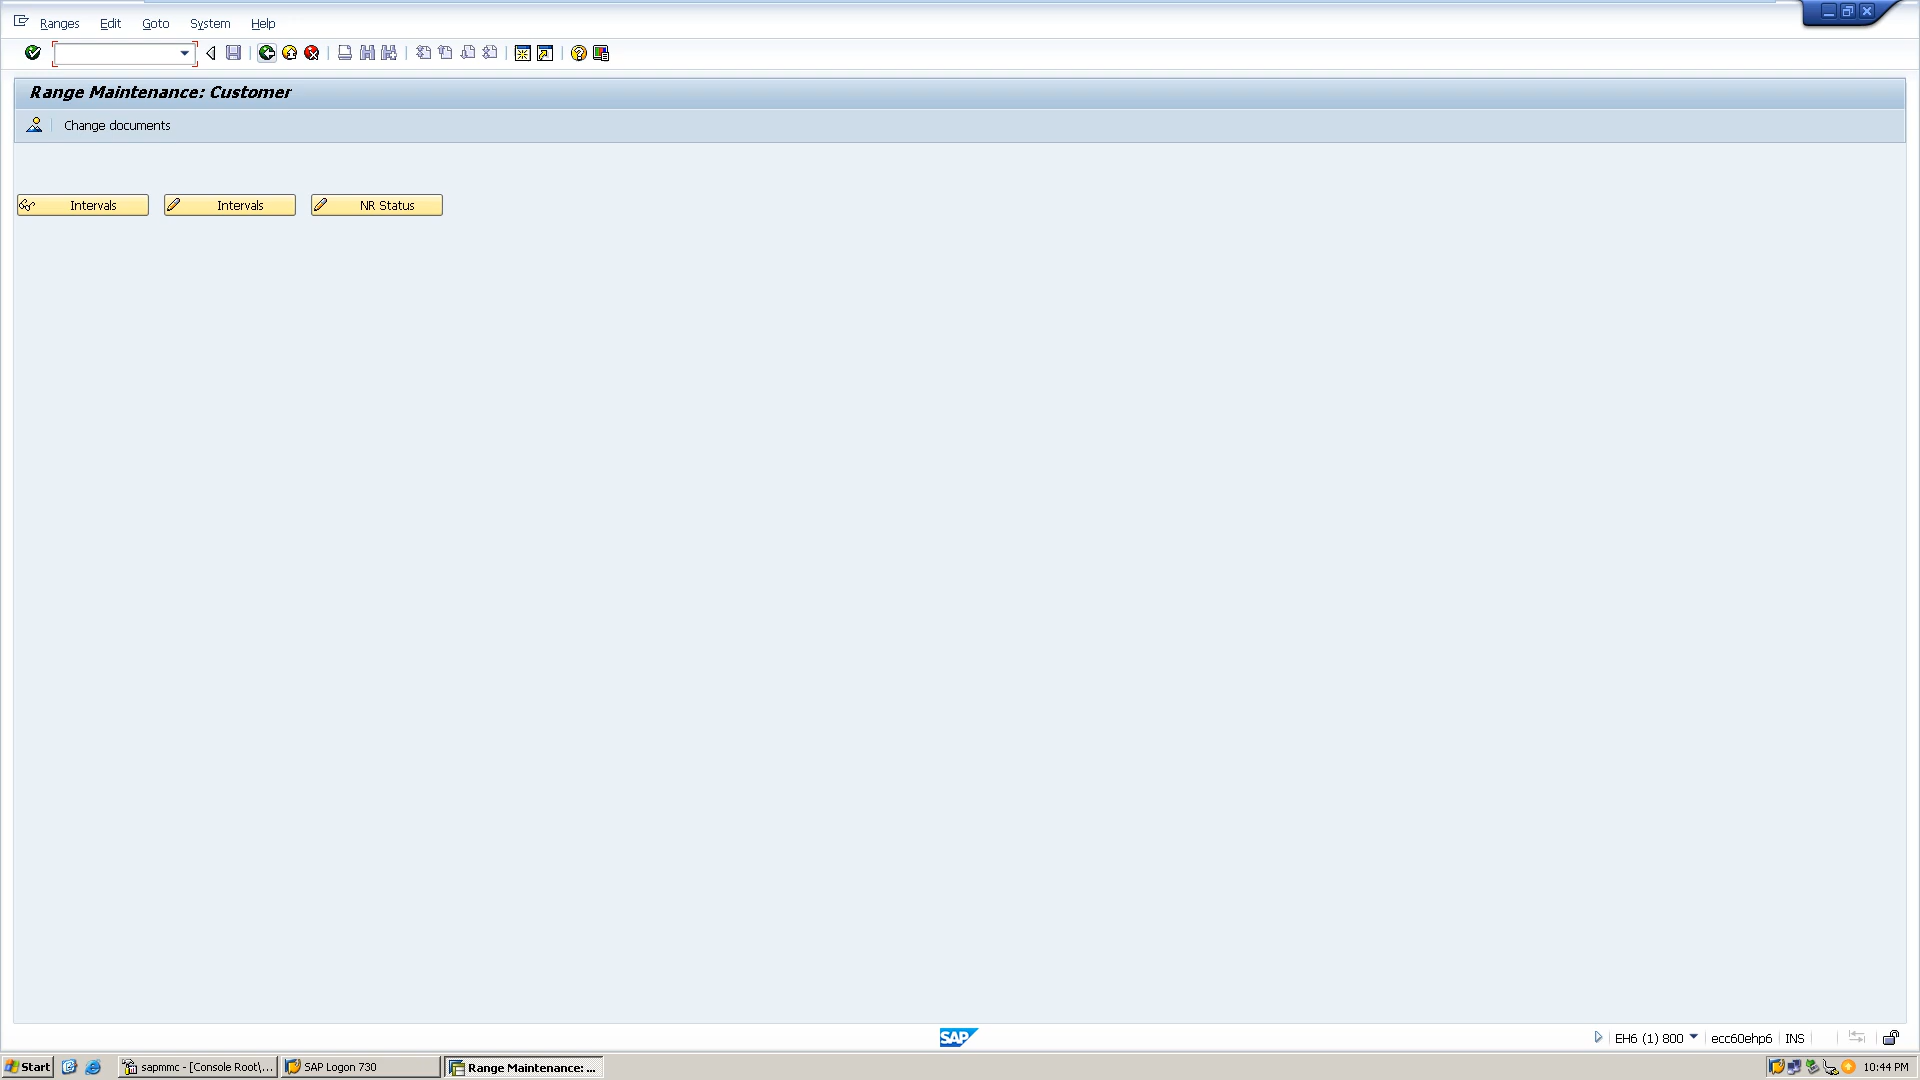 Ranges Edit Goto System Help
Range Maintenance: Customer
Change documents
Intervals Intervals NR Status
SAP
EH6 (1) 800 ecc60ehp6 INS
Start sapmmc - [Console Root\... SAP Logon 730 Range Maintenance: ... 10:44 PM